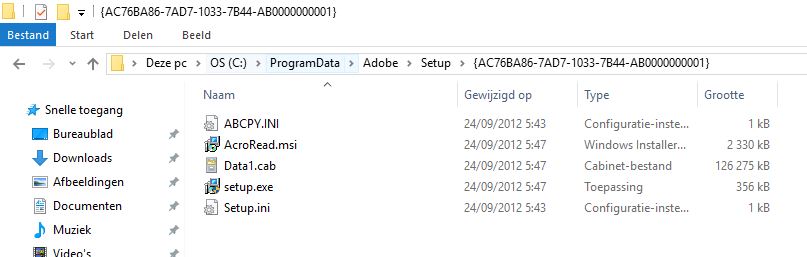 {AC76BA86-7AD7-1033-7B44-AB0000000001}
Bestand Start Delen Beeld
Deze pc > OS (C:) > ProgramData > Adobe > Setup > {AC76BA86-7AD7-1033-7B44-AB0000000001}
Naam Gewijzigd op Type Grootte
Snelle toegang
Bureaublad
Downloads
Afbeeldingen
Documenten
Muziek
Video's
ABCPY.INI 24/09/2012 5:43 Configuratie-inste... 1 kB
AcroRead.msi 24/09/2012 5:47 Windows Installer... 2 330 kB
Data1.cab 24/09/2012 5:47 Cabinet-bestand 126 275 kB
setup.exe 24/09/2012 5:47 Toepassing 356 kB
Setup.ini 24/09/2012 5:43 Configuratie-inste... 1 kB